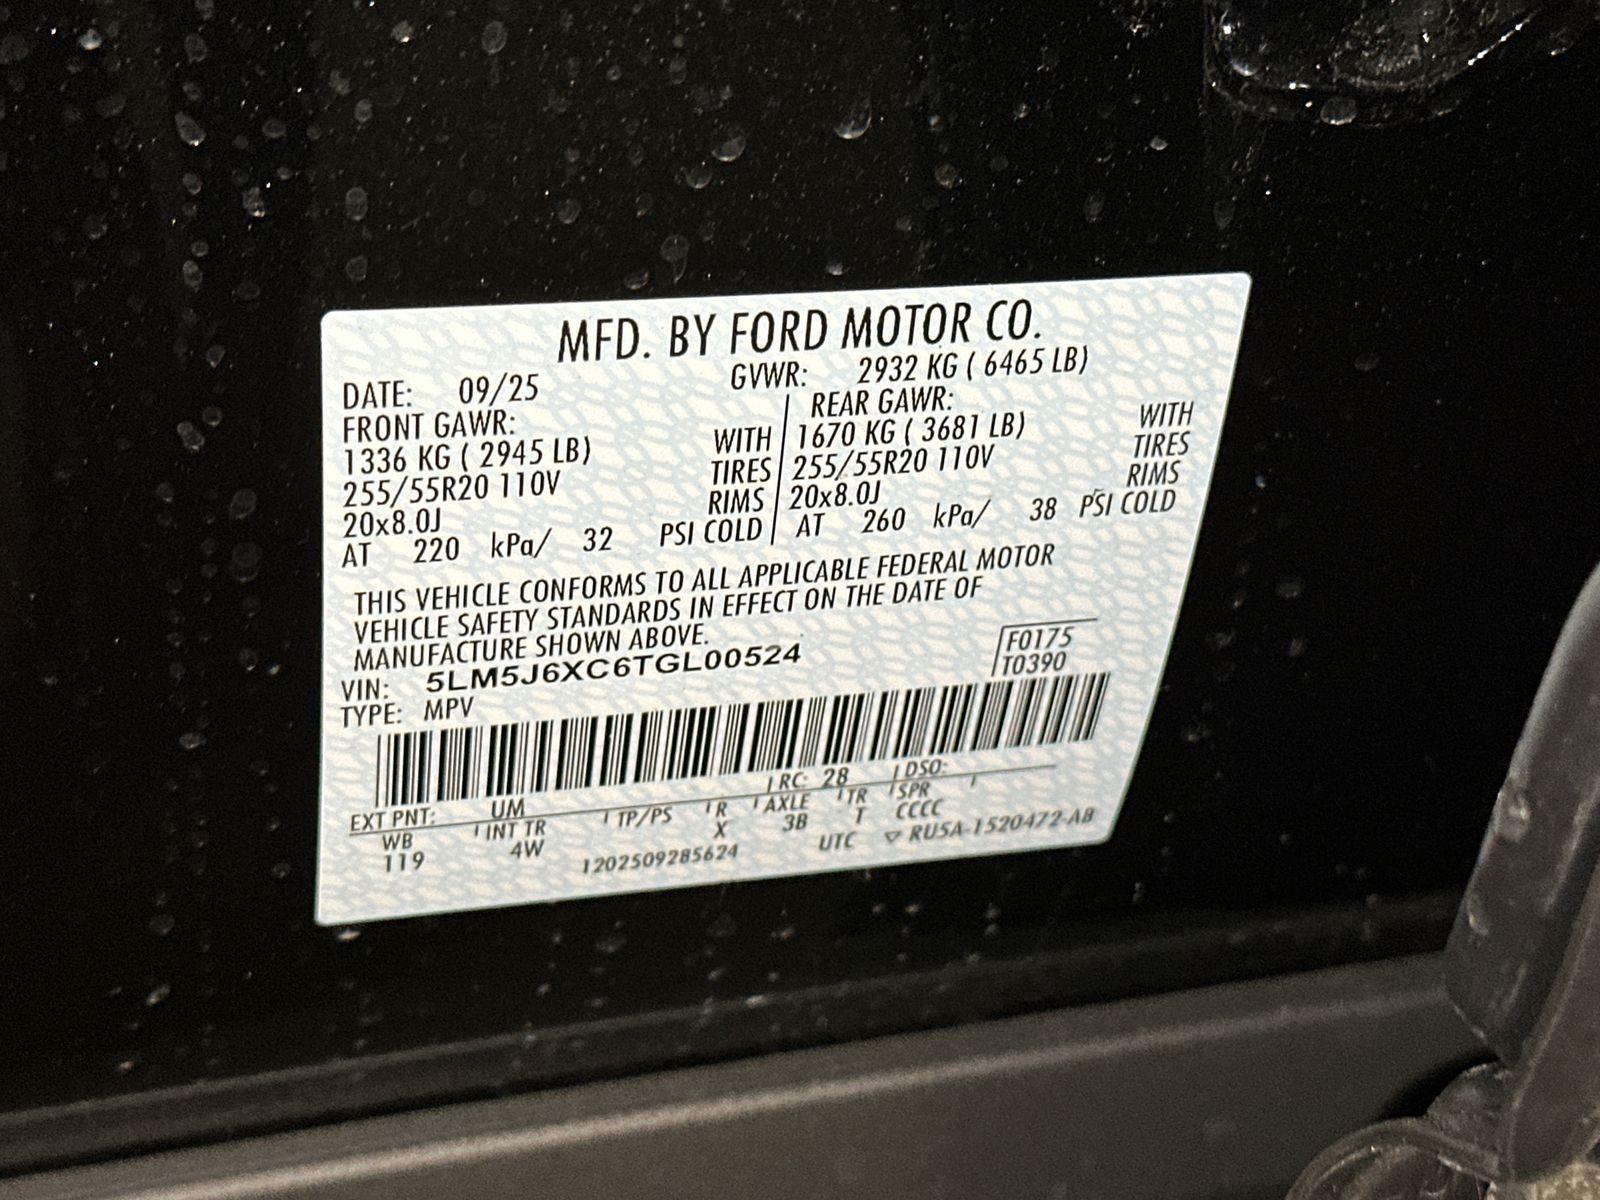 MFD. BY FORD MOTOR CO.
DATE: 09/25 GVWR: 2932 KG ( 6465 LB)
FRONT GAWR: REAR GAWR:
1336 KG ( 2945 LB) WITH 1670 KG ( 3681 LB) WITH
255/55R20 110V TIRES 255/55R20 110V TIRES
20x8.0J RIMS 20x8.0J RIMS
AT 220 kPa/ 32 PSI COLD AT 260 kPa/ 38 PSI COLD
THIS VEHICLE CONFORMS TO ALL APPLICABLE FEDERAL MOTOR
VEHICLE SAFETY STANDARDS IN EFFECT ON THE DATE OF
MANUFACTURE SHOWN ABOVE.
VIN: 5LM5J6XC6TGL00524 F0175
TYPE: MPV T0390
EXT PNT: UM RC: 28 DSO:
WB INT TR TP/PS R AXLE TR SPR
119 4W X 3B T CCCC
1202509285624 UTC ▽ RUSA-1520472-AB